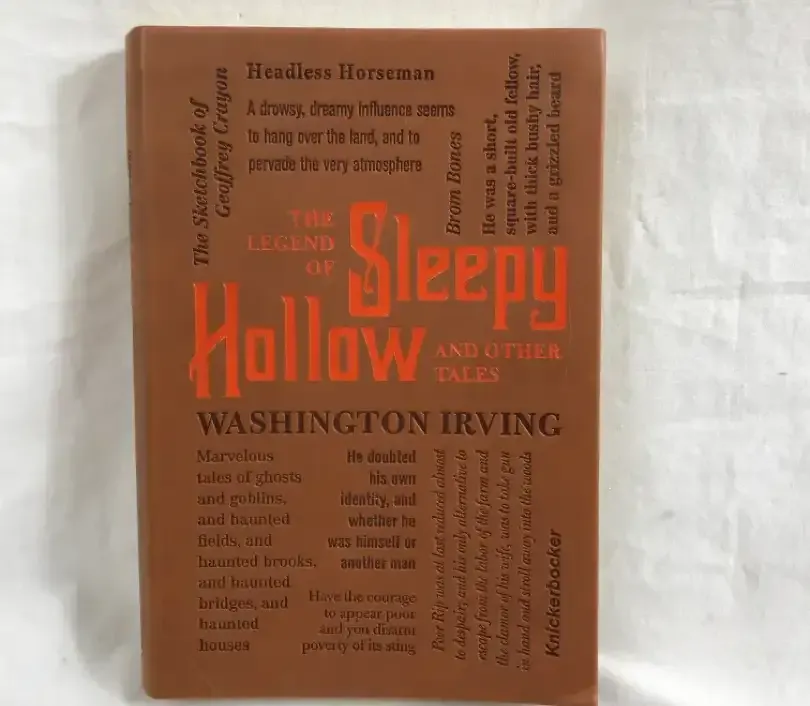 The Sketchbook of
Geoffrey Crayon
Headless Horseman
A drowsy, dreamy influence seems
to hang over the land, and to
pervade the very atmosphere
Brom Bones
He was a short,
square-built old fellow,
with thick bushy hair,
and a grizzled beard
THE
LEGEND
OF
Sleepy
Hollow
AND OTHER
TALES
WASHINGTON IRVING
Marvelous
tales of ghosts
and goblins,
and haunted
fields, and
haunted brooks,
and haunted
bridges, and
haunted
houses
He doubted
his own
identity, and
whether he
was himself or
another man
Have the courage
to appear poor
and you disarm
poverty of its sting
Poor Rip was at last reduced almost
to despair; and his only alternative to
escape from the labor of the farm and
the clamor of his wife, was to take gun
in hand and stroll away into the woods
Knickerbocker